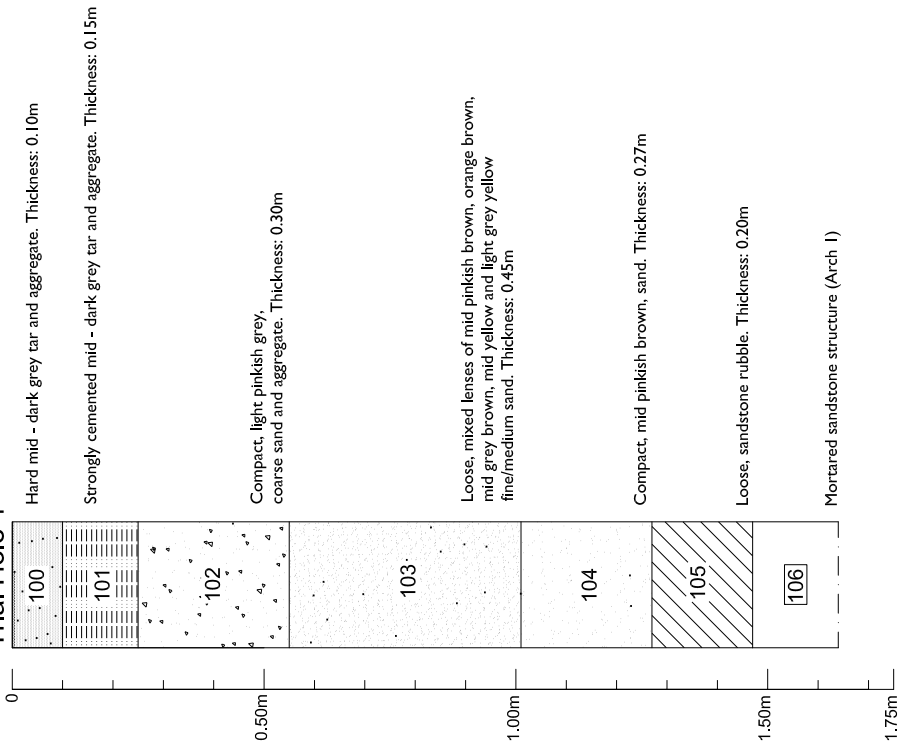 Hard mid - dark grey tar and aggregate. Thickness: 0.10m
Strongly cemented mid - dark grey tar and aggregate. Thickness: 0.15m
Compact, light pinkish grey,
coarse sand and aggregate. Thickness: 0.30m
Loose, mixed lenses of mid pinkish brown, orange brown,
mid grey brown, mid yellow and light grey yellow
fine/medium sand. Thickness: 0.45m
Compact, mid pinkish brown, sand. Thickness: 0.27m
Loose, sandstone rubble. Thickness: 0.20m
Mortared sandstone structure (Arch 1)
100
101
102
103
104
105
106
0
0.50m
1.00m
1.50m
1.75m